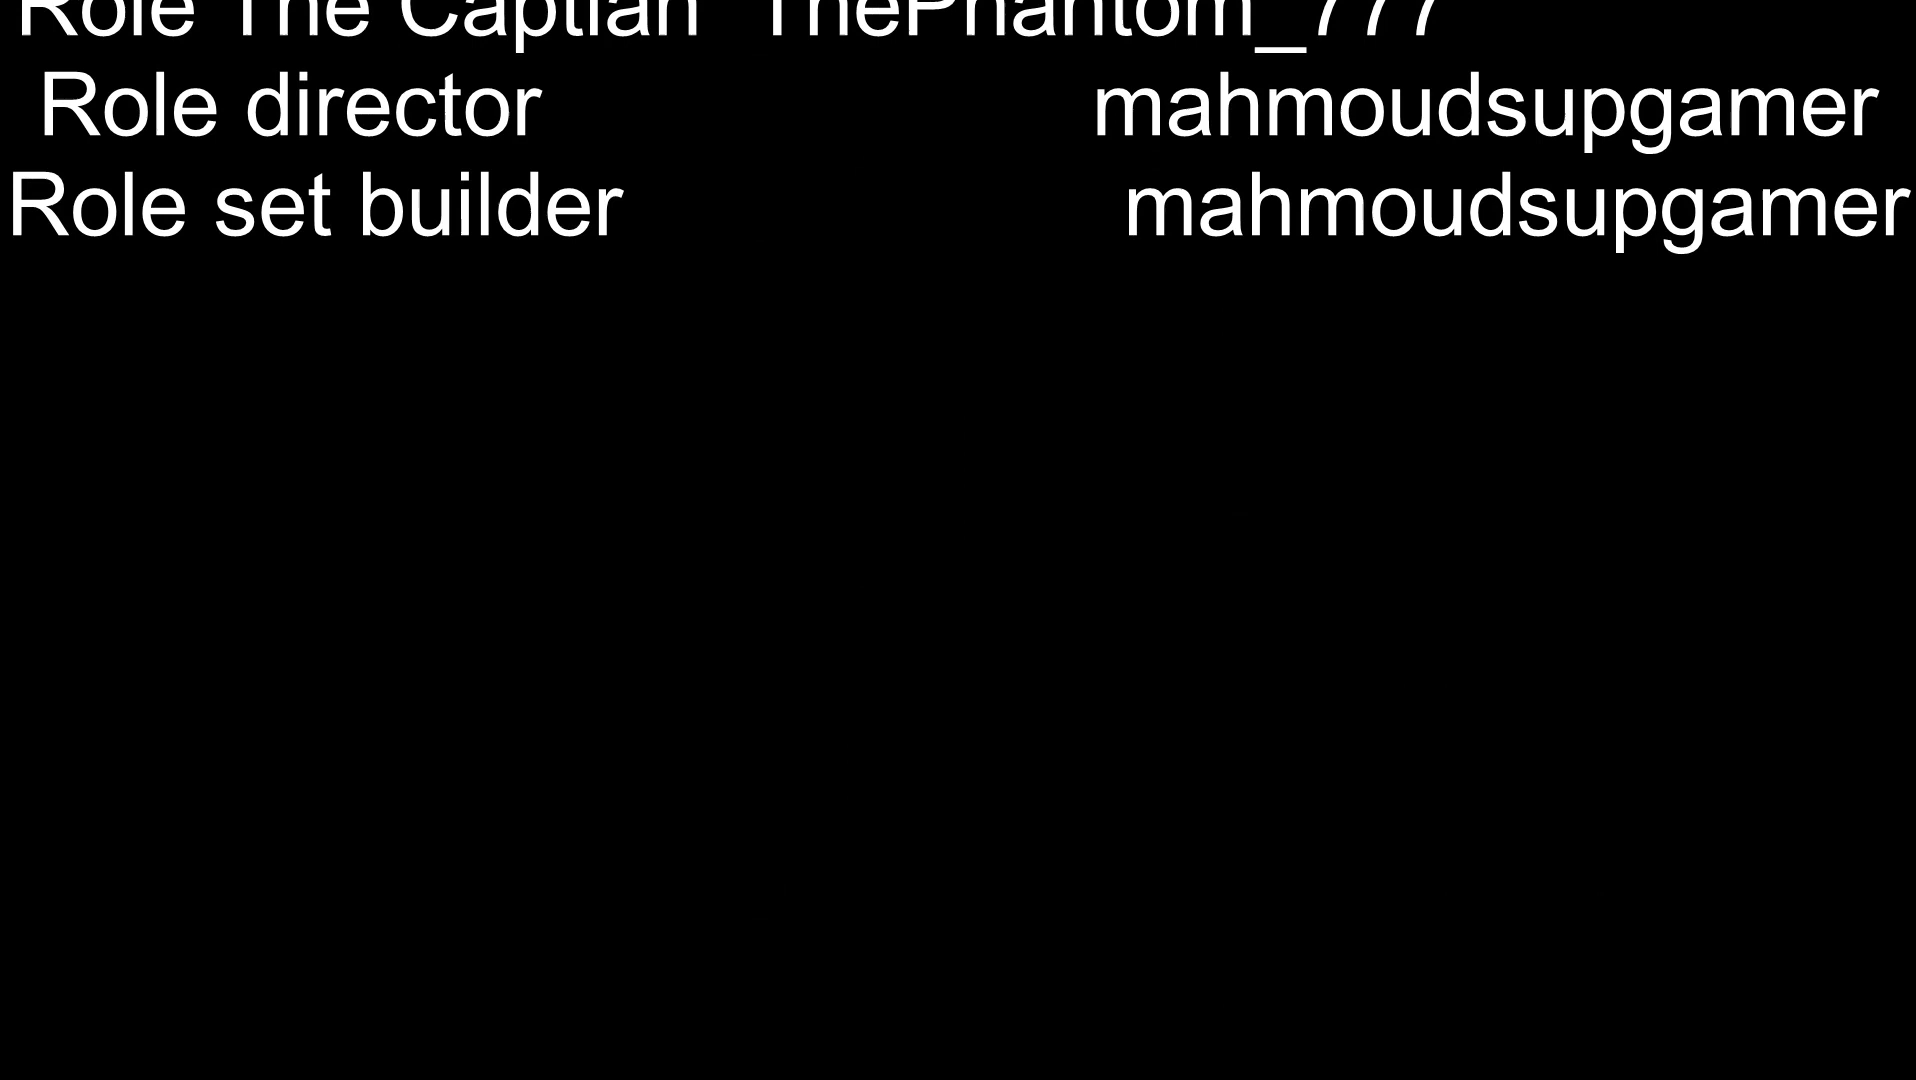 Role The Captian ThePhantom_777
Role director mahmoudsupgamer
Role set builder mahmoudsupgamer